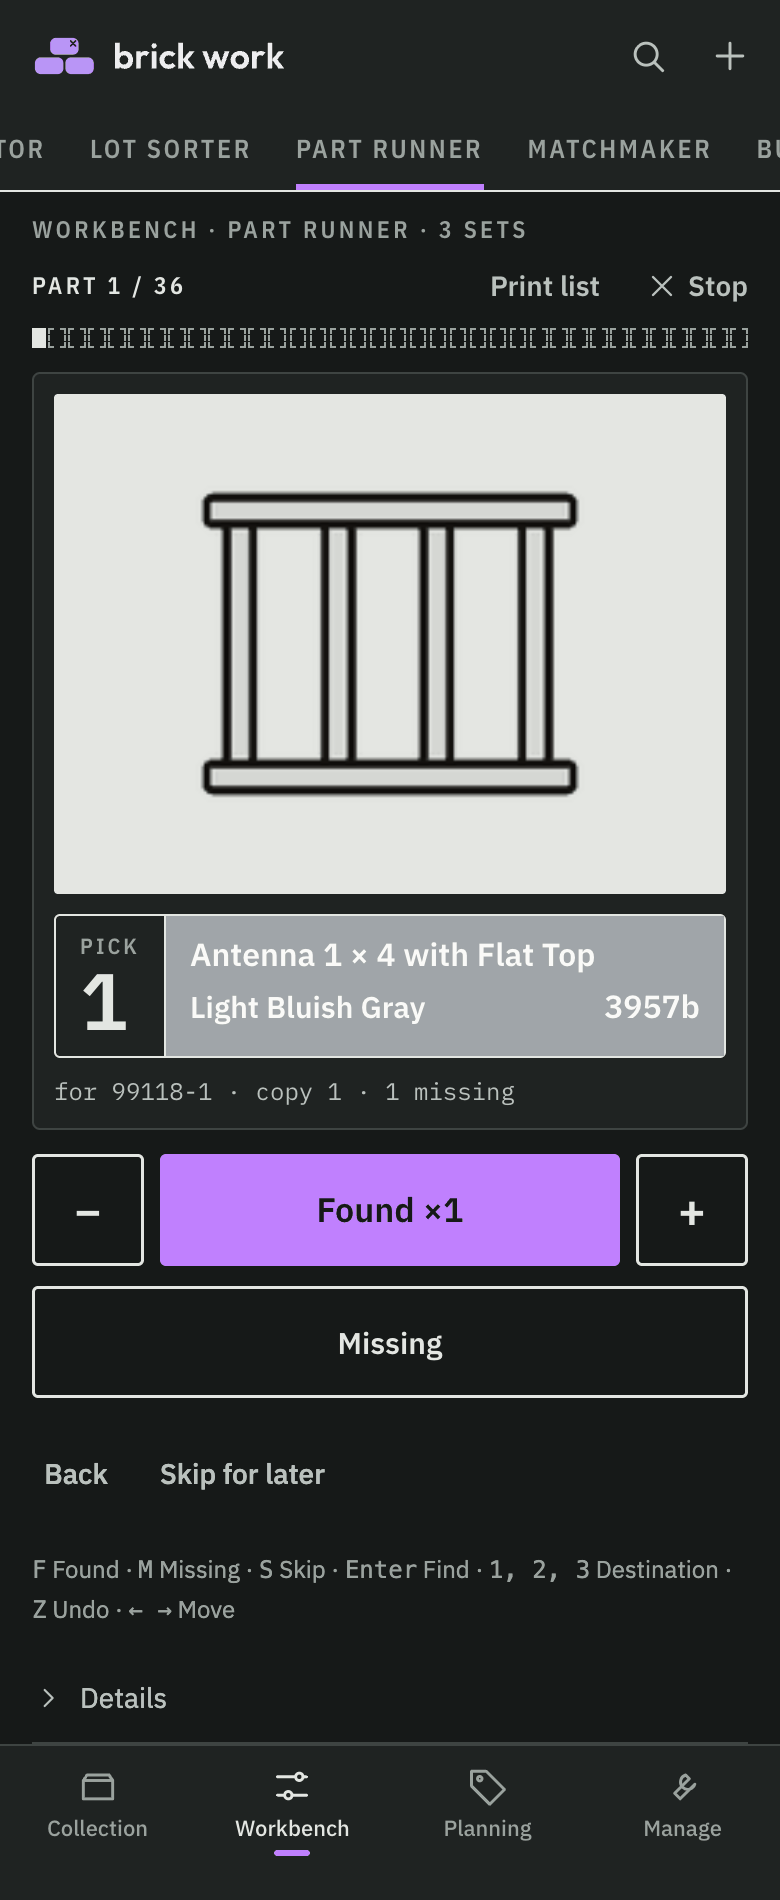 brick work
TOR LOT SORTER PART RUNNER MATCHMAKER BU
WORKBENCH · PART RUNNER · 3 SETS
PART 1 / 36 Print list Stop
PICK
1
Antenna 1 × 4 with Flat Top
Light Bluish Gray 3957b
for 99118-1 · copy 1 · 1 missing
− Found ×1 +
Missing
Back Skip for later
F Found · M Missing · S Skip · Enter Find · 1, 2, 3 Destination ·
Z Undo · ← → Move
Details
Collection Workbench Planning Manage